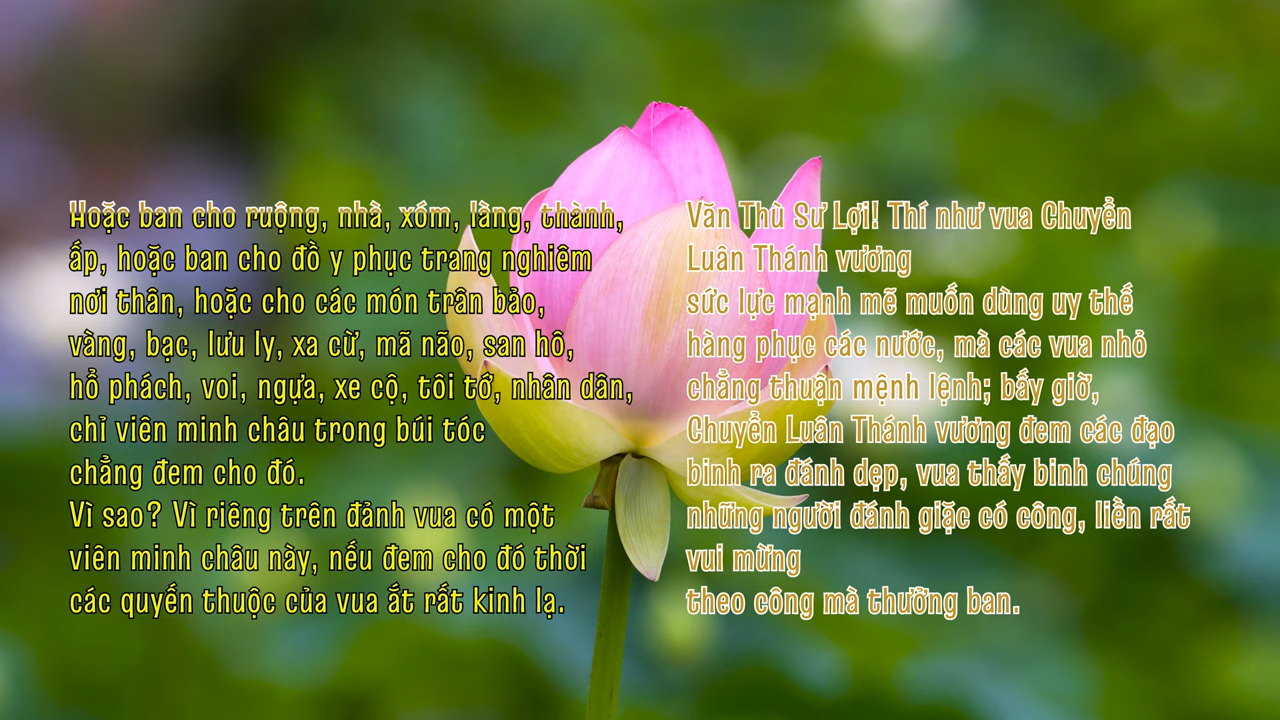 Hoặc ban cho ruộng, nhà, xóm, làng, thành,
ấp, hoặc ban cho đồ y phục trang nghiêm
nơi thân, hoặc cho các món trân bảo,
vàng, bạc, lưu ly, xa cừ, mã não, san hô,
hổ phách, voi, ngựa, xe cộ, tôi tớ, nhân dân,
chỉ viên minh châu trong búi tóc
chẳng đem cho đó.
Vì sao? Vì riêng trên đảnh vua có một
viên minh châu này, nếu đem cho đó thời
các quyến thuộc của vua ắt rất kinh lạ.
Văn Thù Sư Lợi! Thí như vua Chuyển
Luân Thánh vương
sức lực mạnh mẽ muốn dùng uy thế
hàng phục các nước, mà các vua nhỏ
chẳng thuận mệnh lệnh; bấy giờ,
Chuyển Luân Thánh vương đem các đạo
binh ra đánh dẹp, vua thấy binh chúng
những người đánh giặc có công, liền rất
vui mừng
theo công mà thưởng ban.